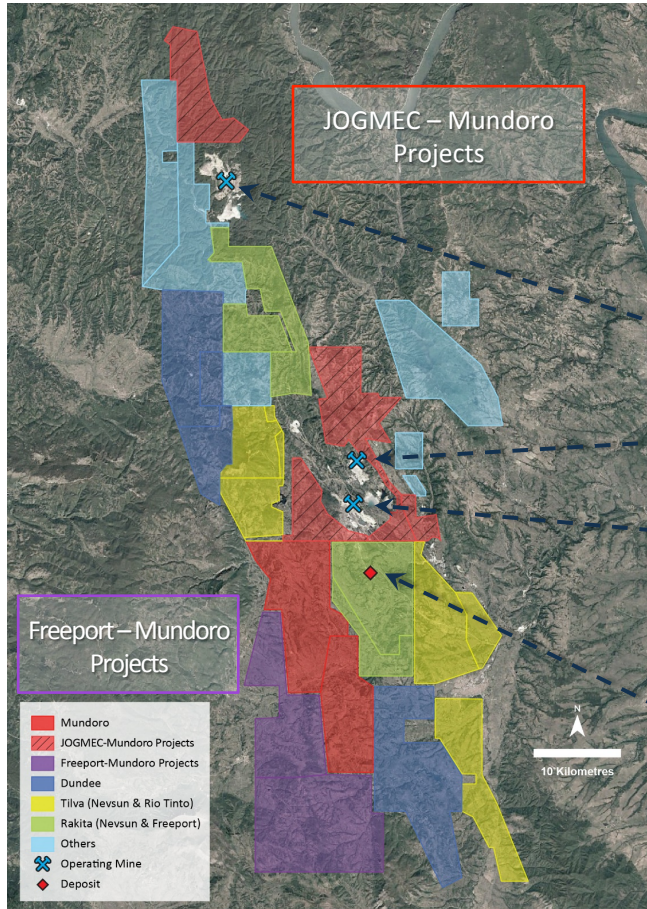 JOGMEC – Mundoro
Projects
Freeport – Mundoro
Projects
Mundoro
JOGMEC-Mundoro Projects
Freeport-Mundoro Projects
Dundee
Tilva (Nevsun & Rio Tinto)
Rakita (Nevsun & Freeport)
Others
Operating Mine
Deposit
N
10 Kilometres